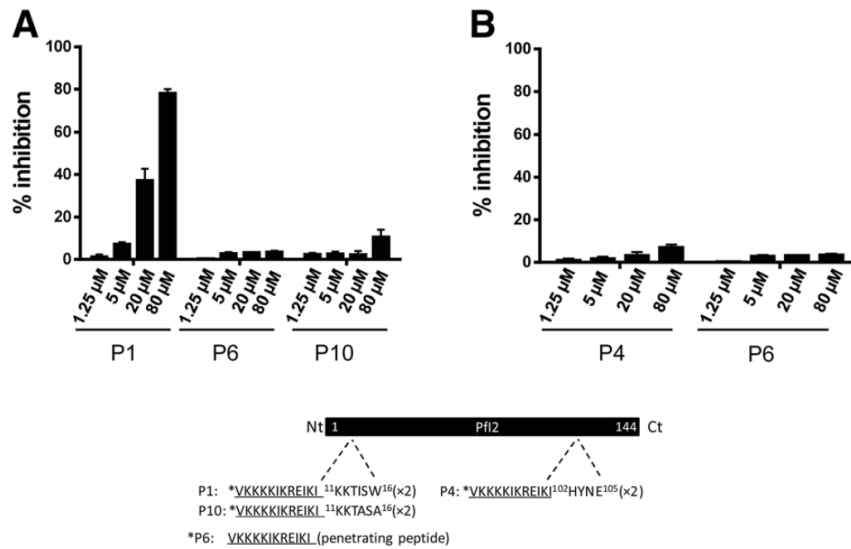 A
B
% inhibition
100
80
60
40
20
0
1.25 µM
5 µM
20 µM
80 µM
1.25 µM
5 µM
20 µM
80 µM
1.25 µM
5 µM
20 µM
80 µM
P1
P6
P10
% inhibition
100
80
60
40
20
0
1.25 µM
5 µM
20 µM
80 µM
1.25 µM
5 µM
20 µM
80 µM
P4
P6
Nt 1 PfI2 144 Ct
P1: *VKKKKIKREIKI ¹¹KKTISW¹⁶(×2) P4: *VKKKKIKREIKI¹⁰²HYNE¹⁰⁵(×2)
P10: *VKKKKIKREIKI ¹¹KKTASA¹⁶(×2)
*P6: VKKKKIKREIKI (penetrating peptide)